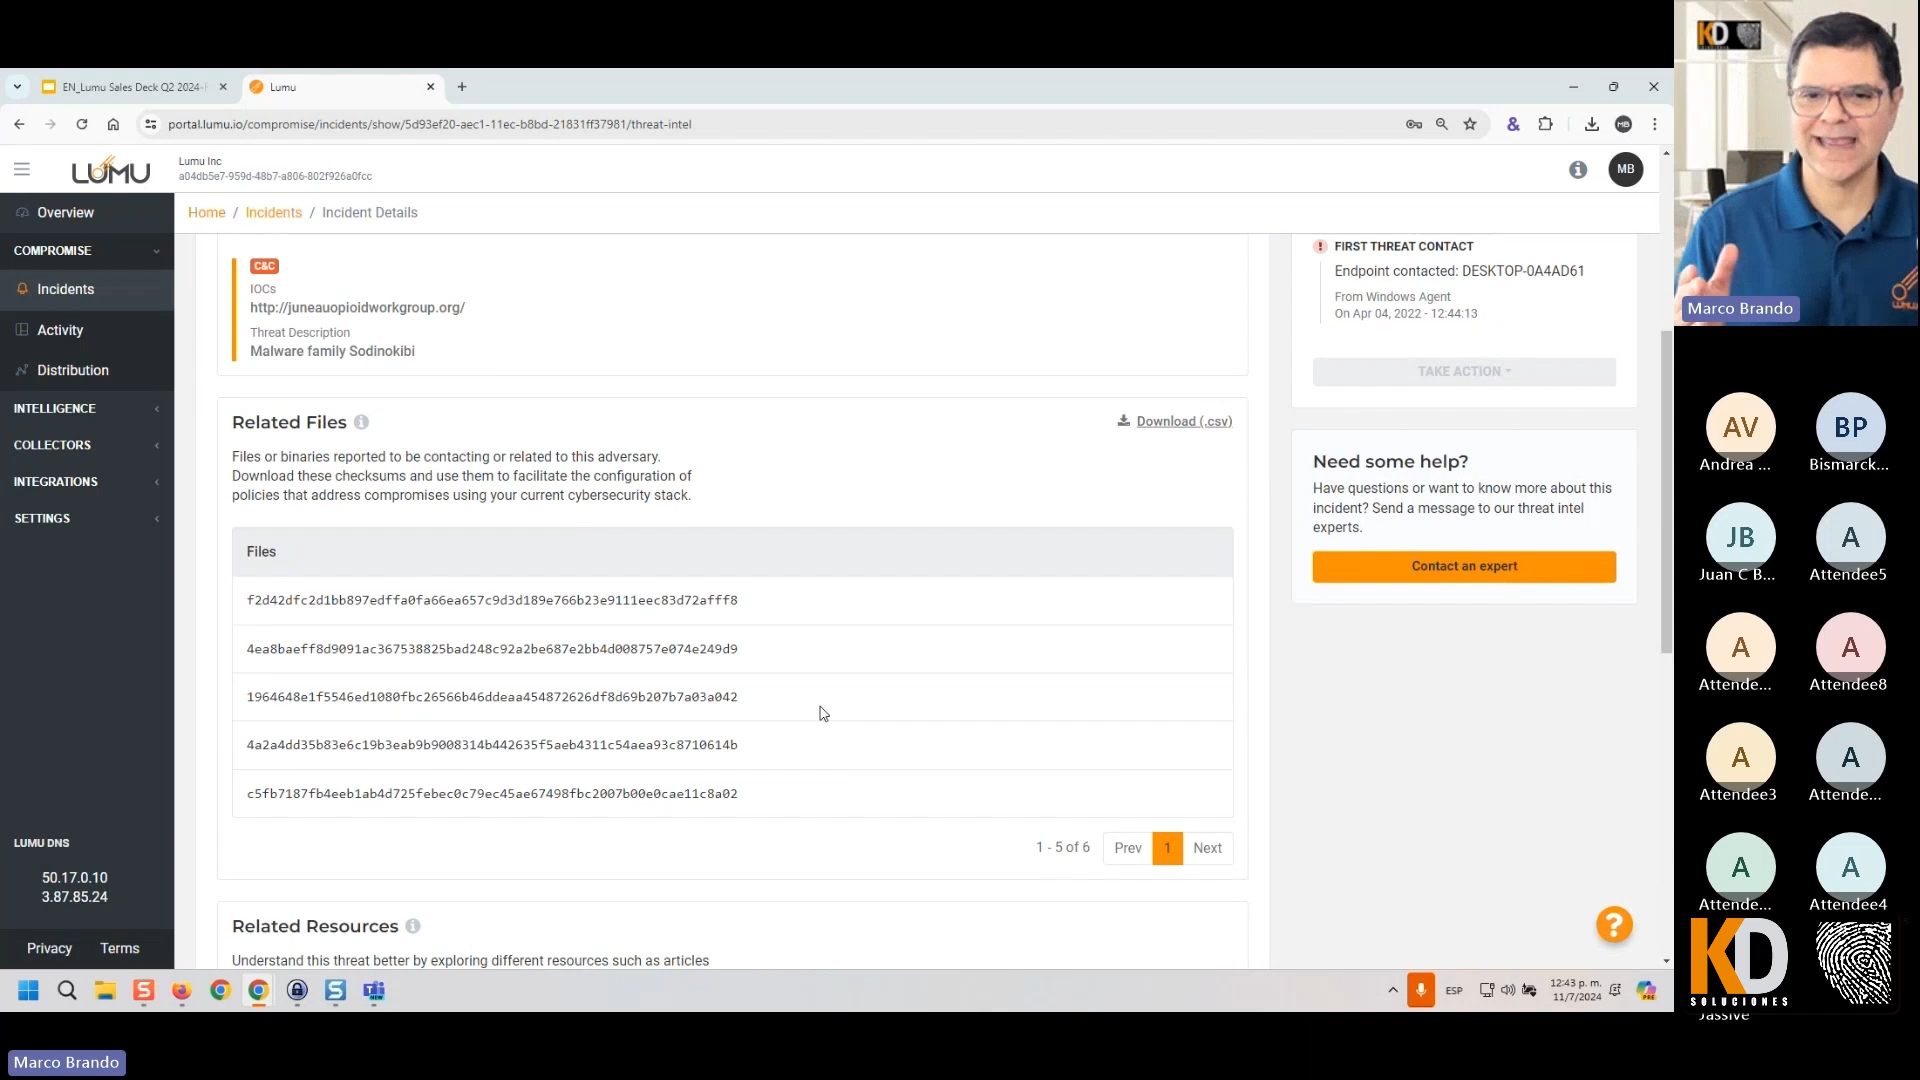 EN_Lumu Sales Deck Q2 2024-
Lumu
portal.lumu.io/compromise/incidents/show/5d93ef20-aec1-11ec-b8bd-21831ff37981/threat-intel
LUMU
Lumu Inc
a04db5e7-959d-48b7-a806-802f926a0fcc
MB
MB
Overview
COMPROMISE
Incidents
Activity
Distribution
INTELLIGENCE
COLLECTORS
INTEGRATIONS
SETTINGS
LUMU DNS
50.17.0.10
3.87.85.24
Privacy Terms
Home / Incidents / Incident Details
C&C
IOCs
http://juneauopioidworkgroup.org/
Threat Description
Malware family Sodinokibi
Related Files
Download (.csv)
Files or binaries reported to be contacting or related to this adversary.
Download these checksums and use them to facilitate the configuration of
policies that address compromises using your current cybersecurity stack.
Files
f2d42dfc2d1bb897edffa0fa66ea657c9d3d189e766b23e9111eec83d72afff8
4ea8baeff8d9091ac367538825bad248c92a2be687e2bb4d008757e074e249d9
1964648e1f5546ed1080fbc26566b46ddeaa454872626df8d69b207b7a03a042
4a2a4dd35b83e6c19b3eab9b9008314b442635f5aeb4311c54aea93c8710614b
c5fb7187fb4eeb1ab4d725febec0c79ec45ae67498fbc2007b00e0cae11c8a02
1 - 5 of 6 Prev 1 Next
Related Resources
Understand this threat better by exploring different resources such as articles
FIRST THREAT CONTACT
Endpoint contacted: DESKTOP-0A4AD61
From Windows Agent
On Apr 04, 2022 - 12:44:13
TAKE ACTION
Need some help?
Have questions or want to know more about this
incident? Send a message to our threat intel
experts.
Contact an expert
?
ESP
12:43 p. m.
11/7/2024
PRE
NEW
KD
LUMU
Marco Brando
AV
Andrea ...
BP
Bismarck...
JB
Juan C B...
A
Attendee5
A
Attende...
A
Attendee8
A
Attendee3
A
Attende...
A
Attende...
A
Attendee4
KD
SOLUCIONES
Jassive
Marco Brando